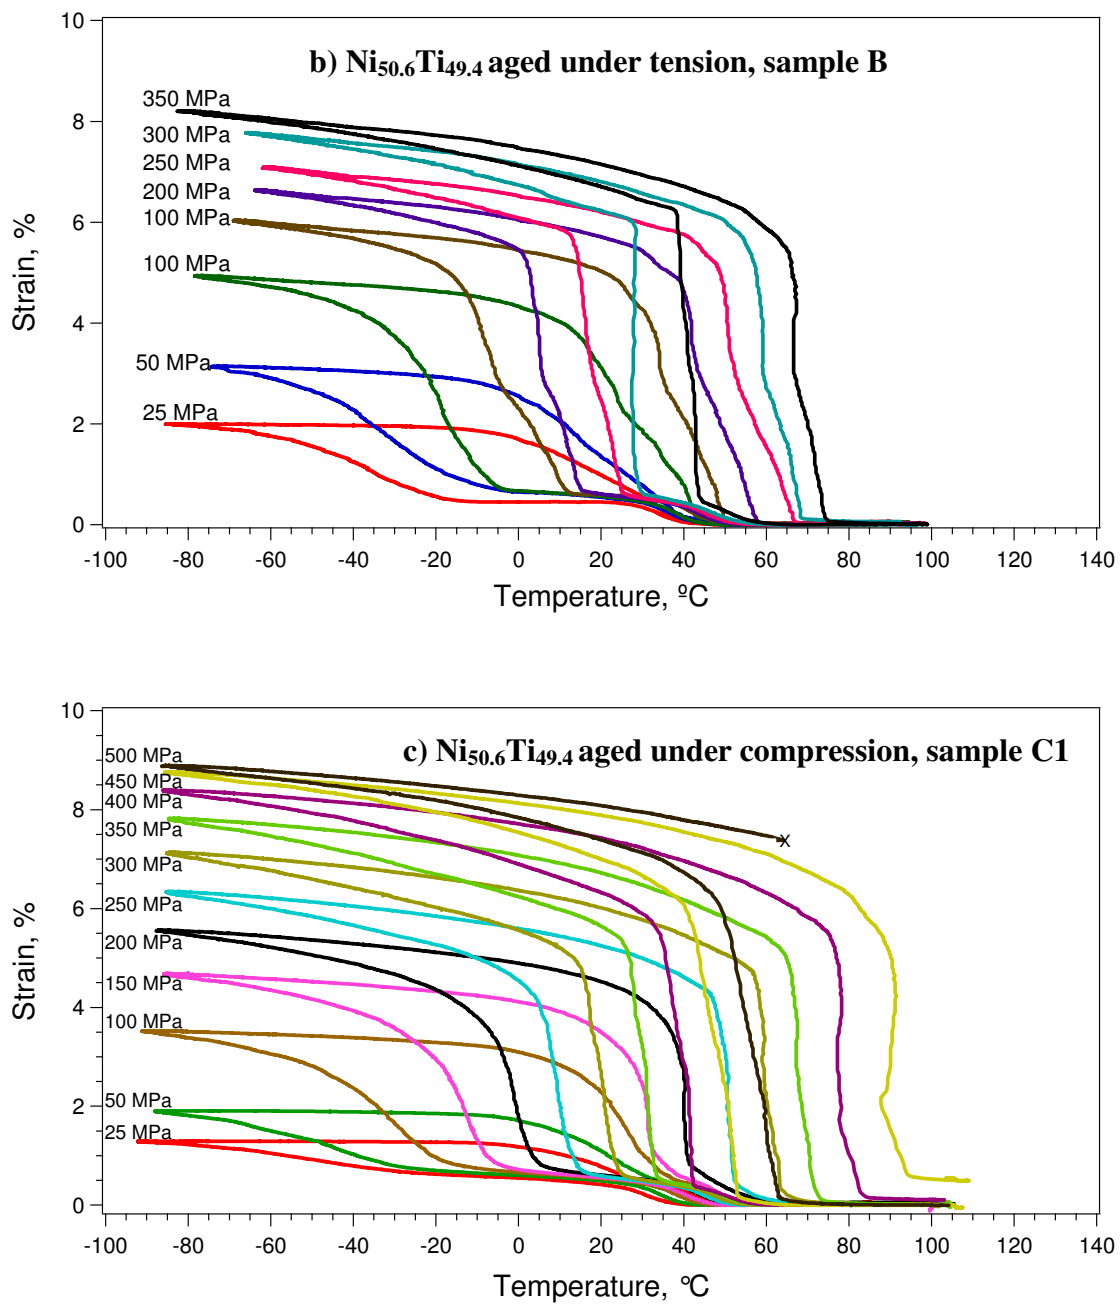 10
b) Ni50.6Ti49.4 aged under tension, sample B
350 MPa
8
300 MPa
250 MPa
200 MPa
6
100 MPa
100 MPa
Strain, %
4
50 MPa
25 MPa
2
0
-100 -80 -60 -40 -20 0 20 40 60 80 100 120 140
Temperature, ºC
10
c) Ni50.6Ti49.4 aged under compression, sample C1
500 MPa
450 MPa
400 MPa
8
350 MPa
x
300 MPa
6
250 MPa
200 MPa
Strain, %
150 MPa
4
100 MPa
50 MPa
2
25 MPa
0
-100 -80 -60 -40 -20 0 20 40 60 80 100 120 140
Temperature, °C